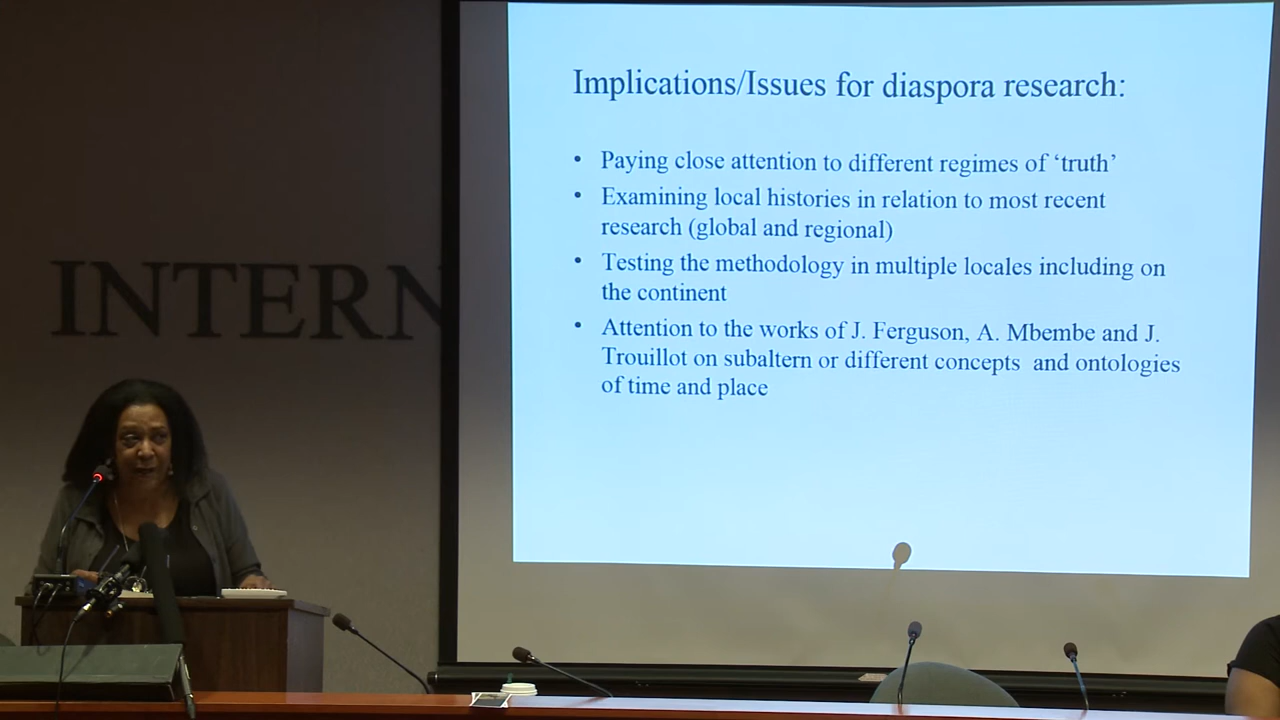 Implications/Issues for diaspora research:
• Paying close attention to different regimes of ‘truth’
• Examining local histories in relation to most recent
research (global and regional)
• Testing the methodology in multiple locales including on
the continent
• Attention to the works of J. Ferguson, A. Mbembe and J.
Trouillot on subaltern or different concepts  and ontologies
of time and place
INTERN